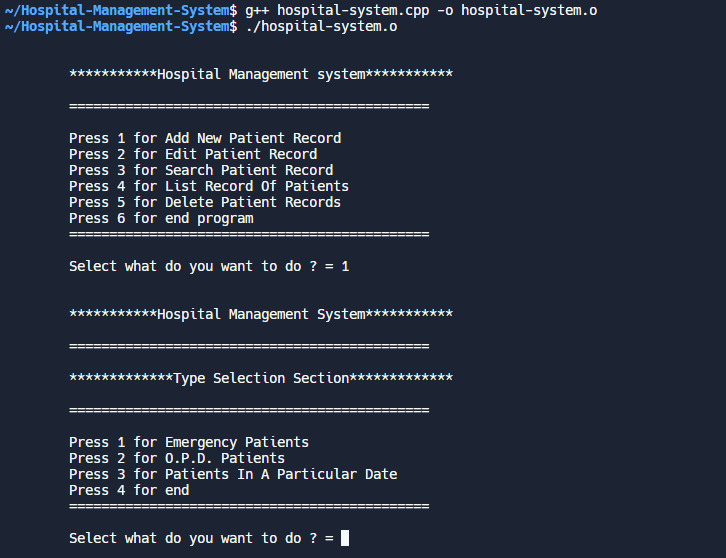 ~/Hospital-Management-System$ g++ hospital-system.cpp -o hospital-system.o
~/Hospital-Management-System$ ./hospital-system.o
***********Hospital Management system***********
=============================================
Press 1 for Add New Patient Record
Press 2 for Edit Patient Record
Press 3 for Search Patient Record
Press 4 for List Record Of Patients
Press 5 for Delete Patient Records
Press 6 for end program
=============================================
Select what do you want to do ? = 1
***********Hospital Management System***********
=============================================
*************Type Selection Section*************
=============================================
Press 1 for Emergency Patients
Press 2 for O.P.D. Patients
Press 3 for Patients In A Particular Date
Press 4 for end
=============================================
Select what do you want to do ? =